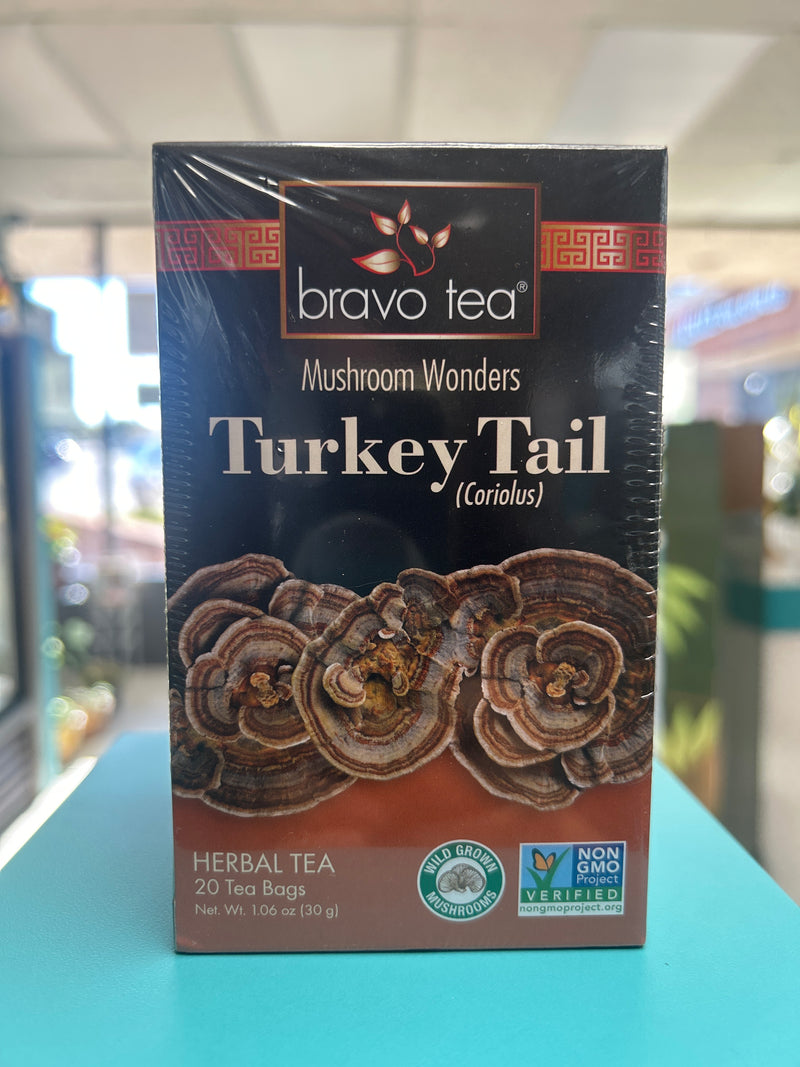 bravo tea®
Mushroom Wonders
Turkey Tail
(Coriolus)
HERBAL TEA
20 Tea Bags
Net. Wt. 1.06 oz (30 g)
WILD GROWN
MUSHROOMS
NON
GMO
Project
VERIFIED
nongmoproject.org